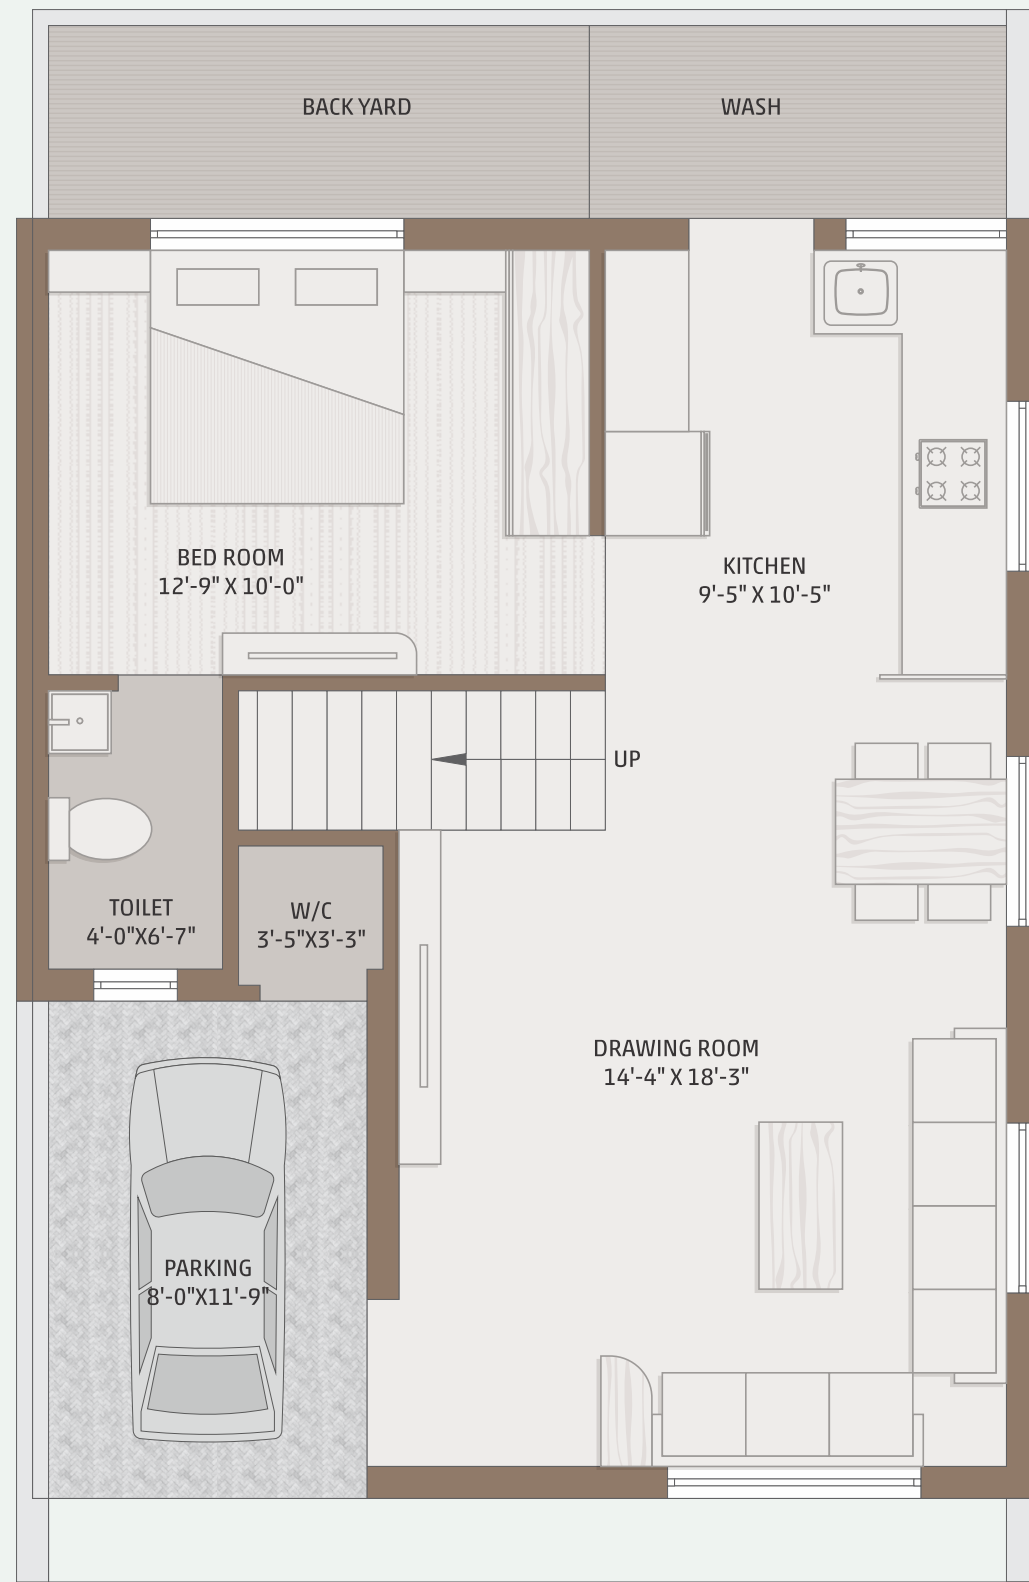 BACK YARD
WASH
BED ROOM
12'-9" X 10'-0"
KITCHEN
9'-5" X 10'-5"
UP
TOILET
4'-0"X6'-7"
W/C
3'-5"X3'-3"
DRAWING ROOM
14'-4" X 18'-3"
PARKING
8'-0"X11'-9"